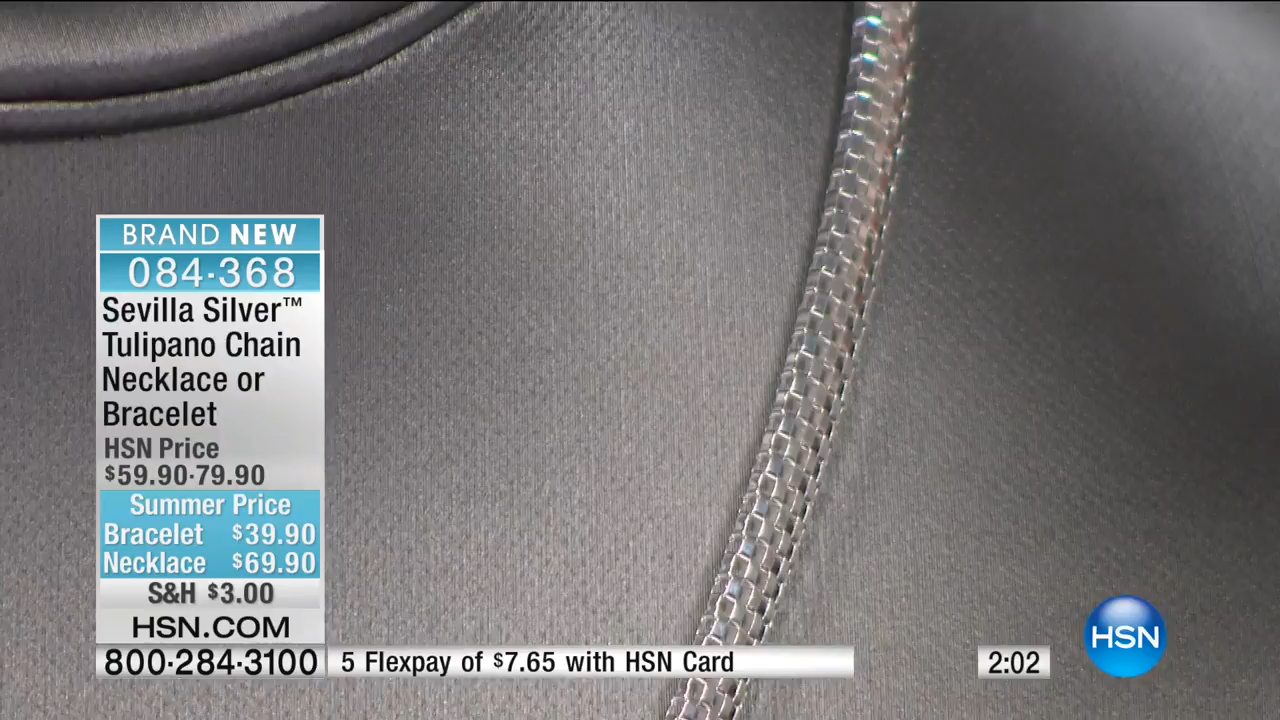 BRAND NEW
084·368
Sevilla Silver™
Tulipano Chain
Necklace or
Bracelet
HSN Price
$59.90·79.90
Summer Price
Bracelet $39.90
Necklace $69.90
S&H $3.00
HSN.COM
800·284·3100
5 Flexpay of $7.65 with HSN Card
2:02
HSN